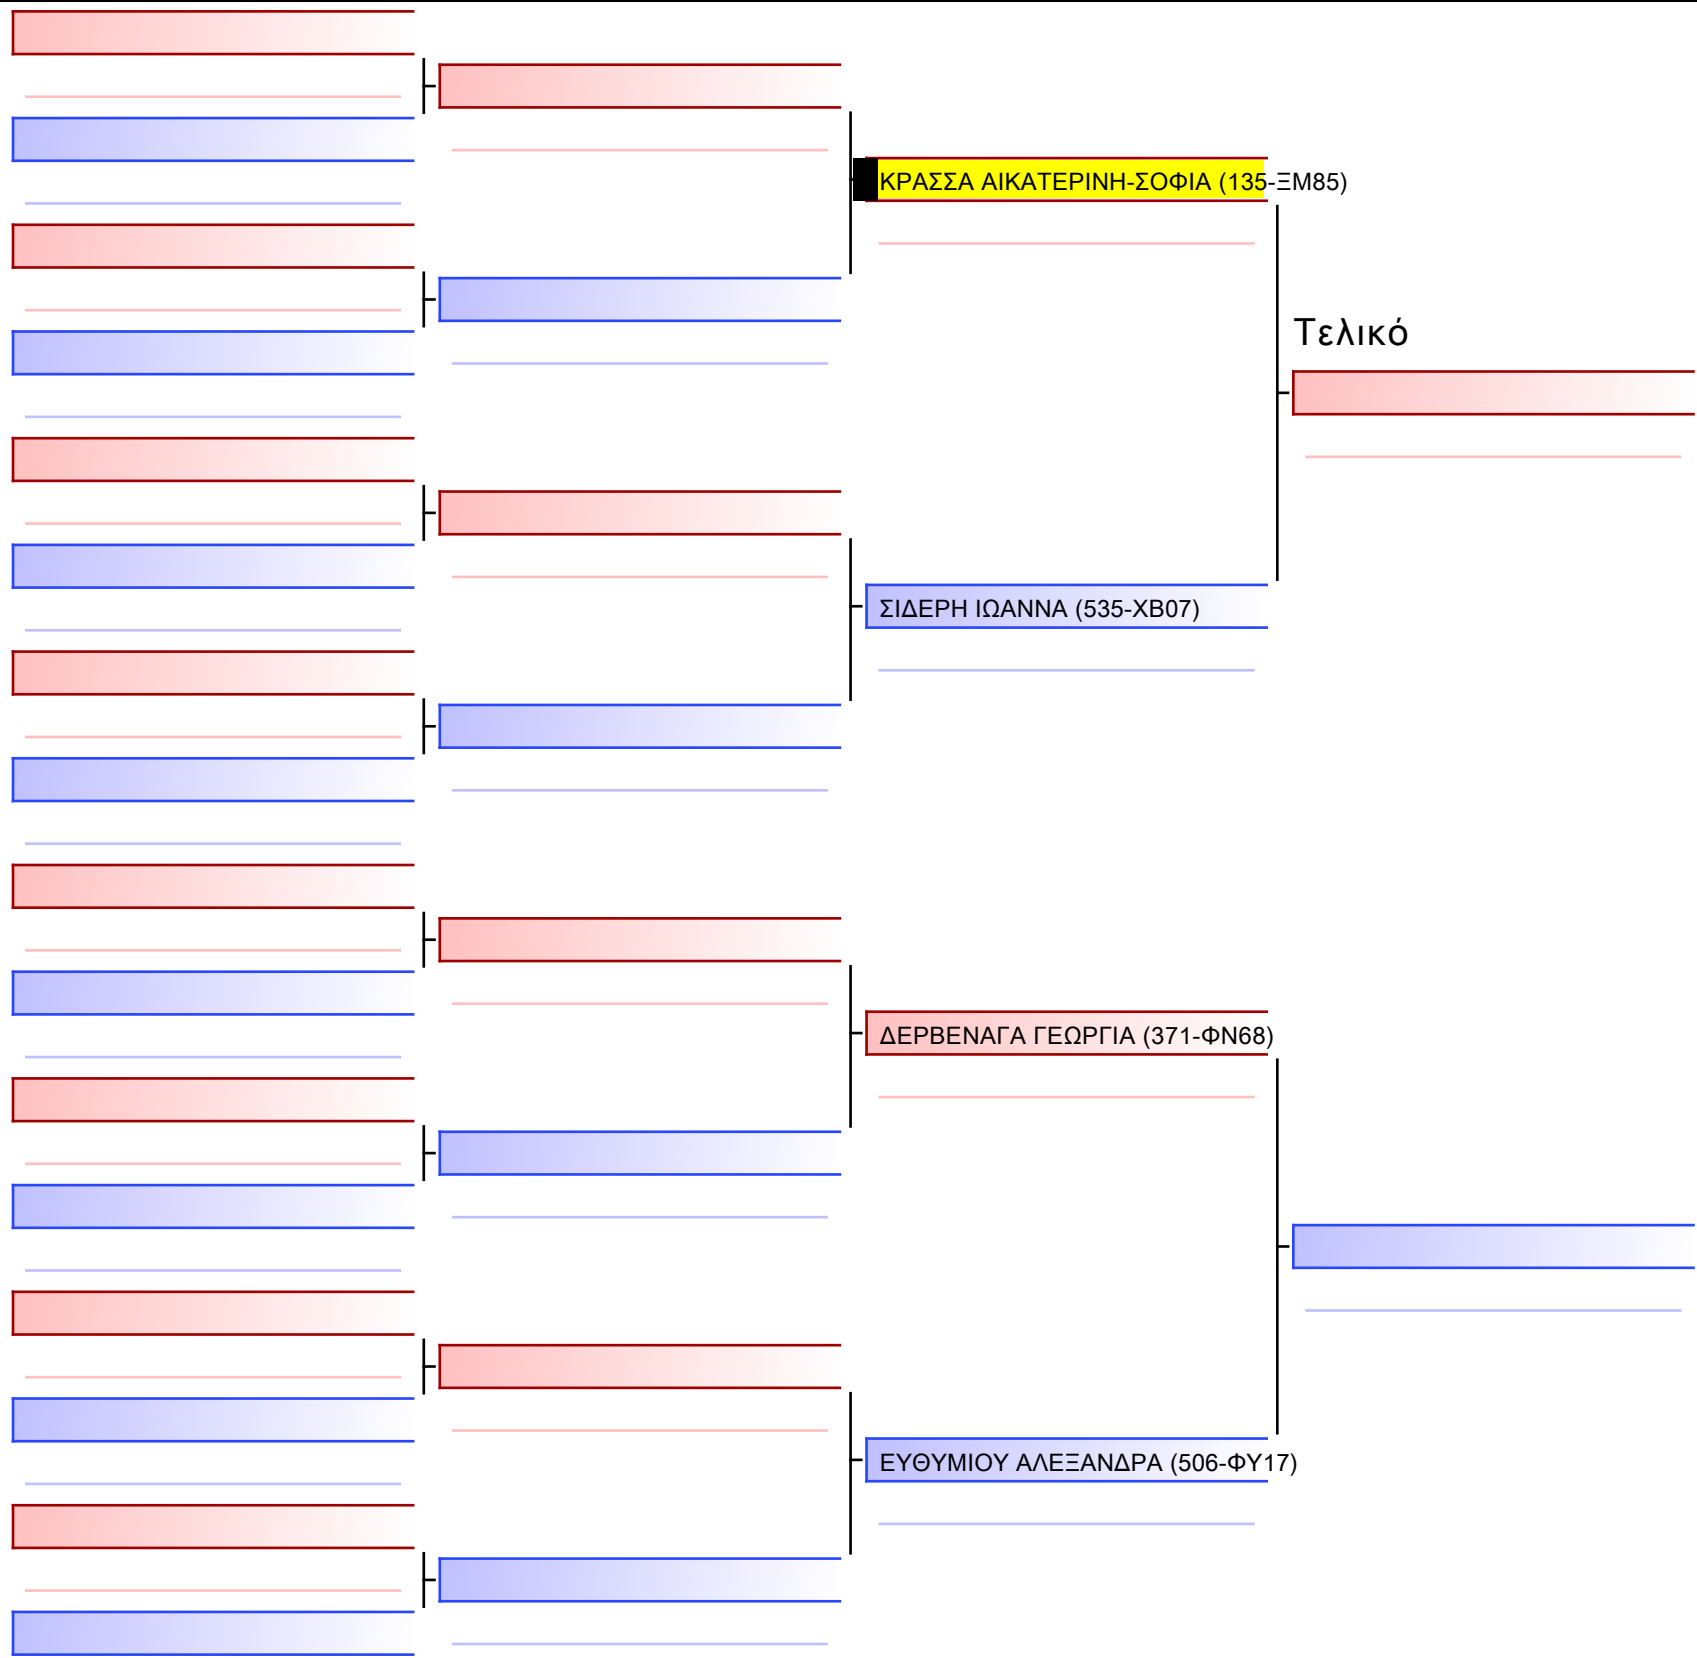 ΚΡΑΣΣΑ ΑΙΚΑΤΕΡΙΝΗ-ΣΟΦΙΑ (135-ΞΜ85)
Τελικό
ΣΙΔΕΡΗ ΙΩΑΝΝΑ (535-ΧΒ07)
ΔΕΡΒΕΝΑΓΑ ΓΕΩΡΓΙΑ (371-ΦΝ68)
ΕΥΘΥΜΙΟΥ ΑΛΕΞΑΝΔΡΑ (506-ΦΥ17)